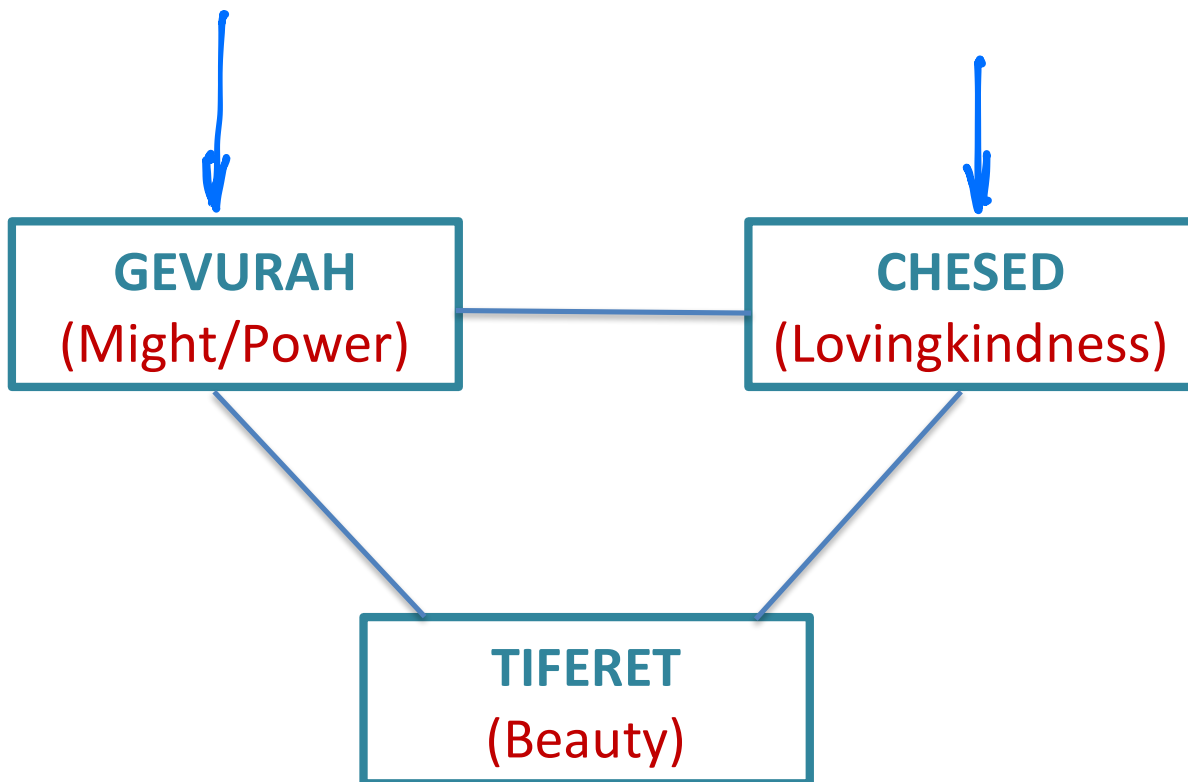 GEVURAH
(Might/Power)
CHESED
(Lovingkindness)
TIFERET
(Beauty)